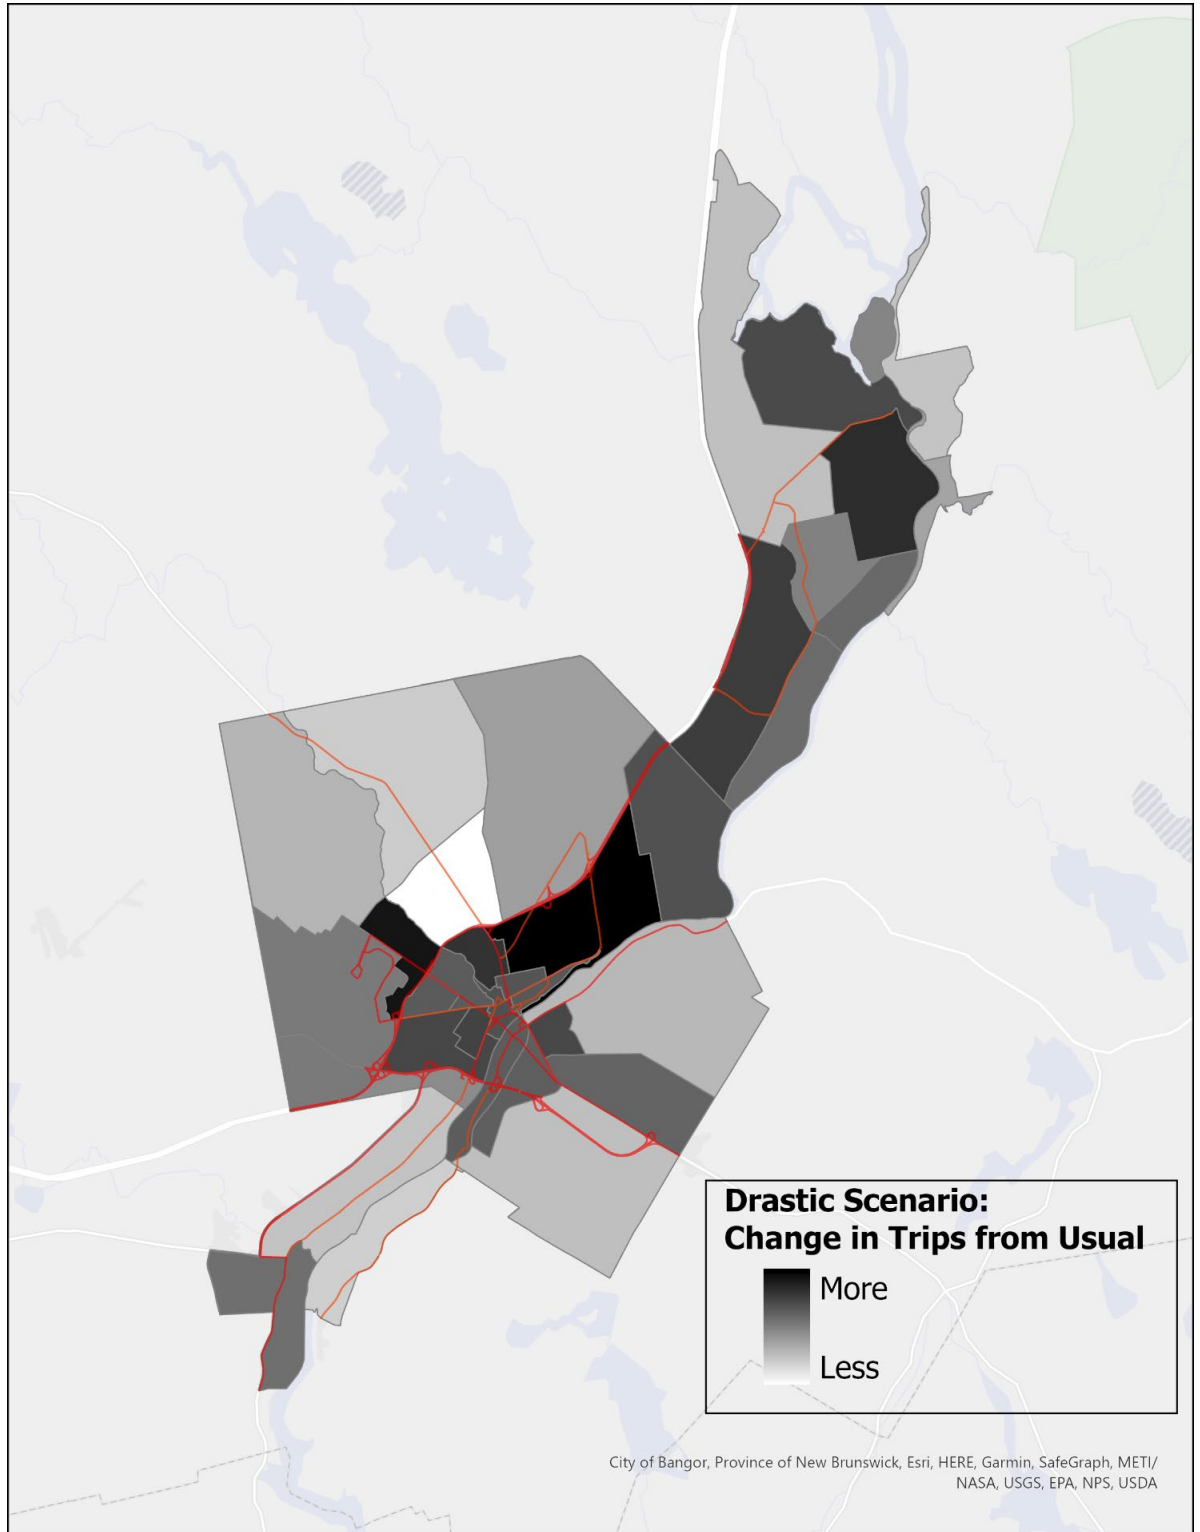 Drastic Scenario:
Change in Trips from Usual
More
Less
City of Bangor, Province of New Brunswick, Esri, HERE, Garmin, SafeGraph, METI/
NASA, USGS, EPA, NPS, USDA